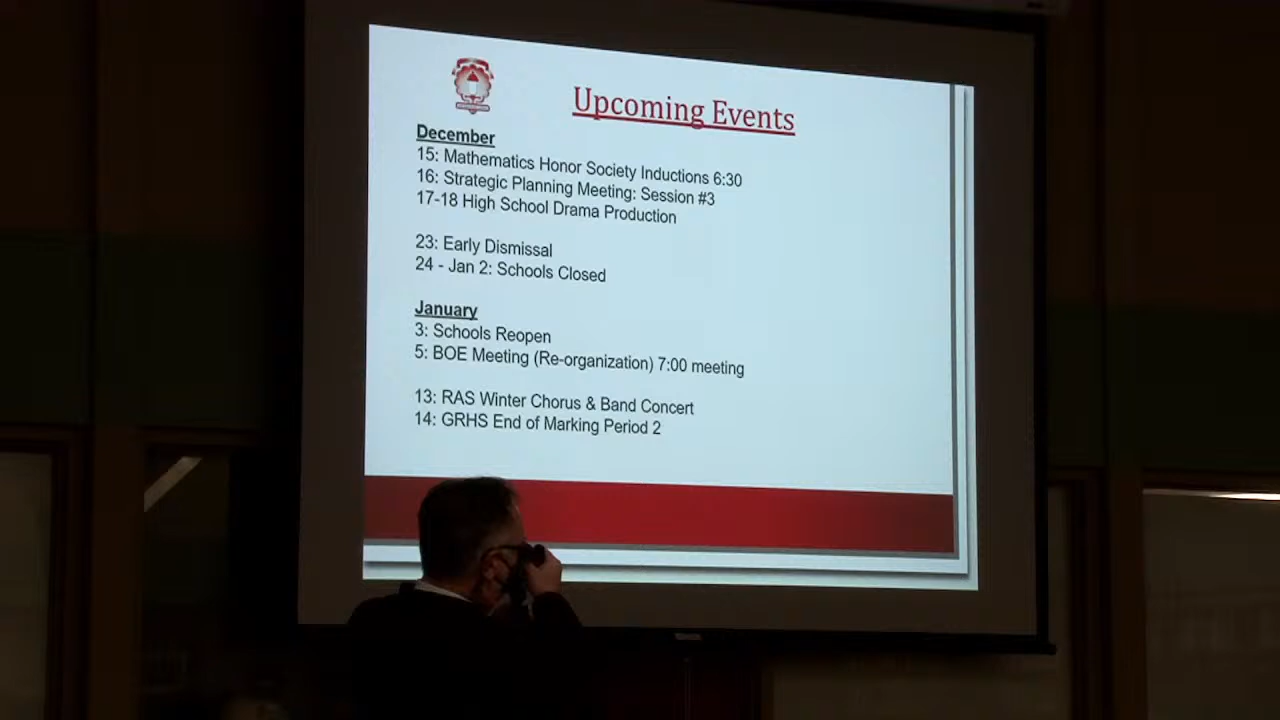 Upcoming Events
December
15: Mathematics Honor Society Inductions 6:30
16: Strategic Planning Meeting: Session #3
17-18 High School Drama Production
23: Early Dismissal
24 - Jan 2: Schools Closed
January
3: Schools Reopen
5: BOE Meeting (Re-organization) 7:00 meeting
13: RAS Winter Chorus & Band Concert
14: GRHS End of Marking Period 2